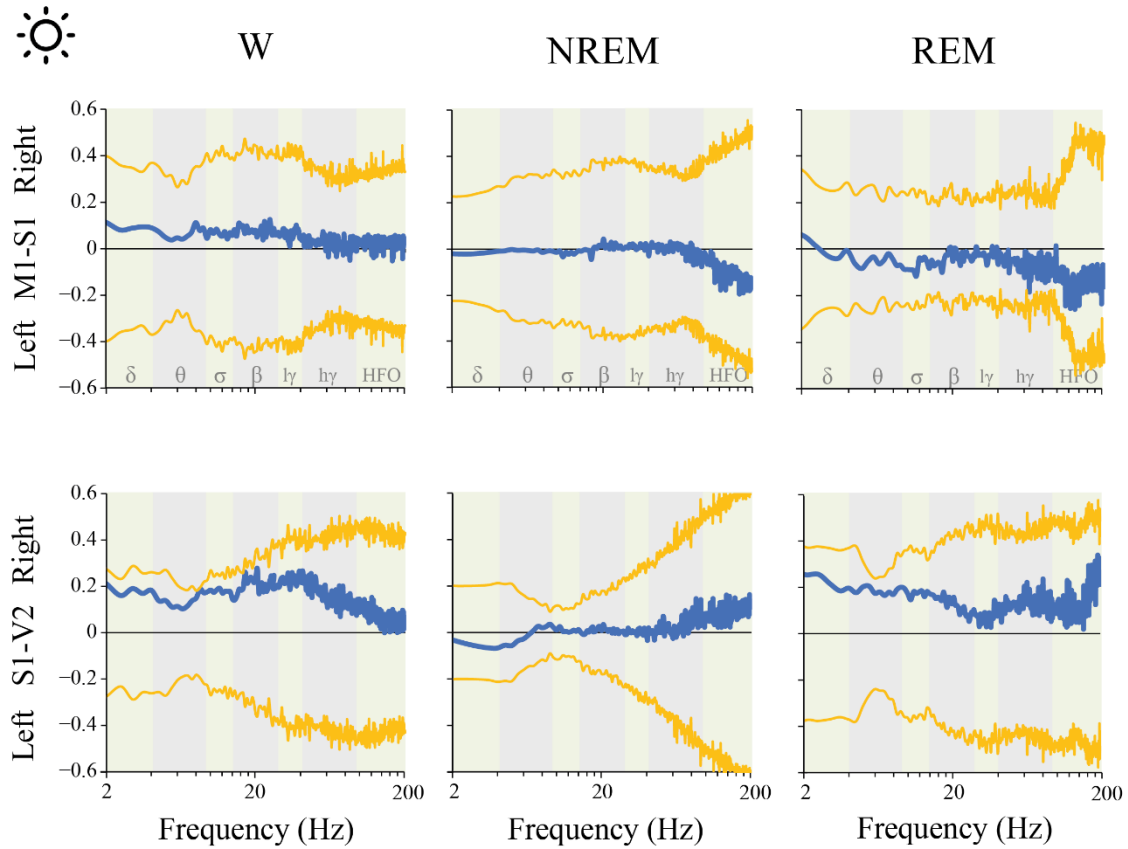 W NREM REM
Left M1-S1 Right
0.6
0.4
0.2
0
−0.2
−0.4
−0.6
δ θ σ β lγ hγ HFO
δ θ σ β lγ hγ HFO
δ θ σ β lγ hγ HFO
Left S1-V2 Right
0.6
0.4
0.2
0
−0.2
−0.4
−0.6
2 20 200
2 20 200
2 20 200
Frequency (Hz) Frequency (Hz) Frequency (Hz)